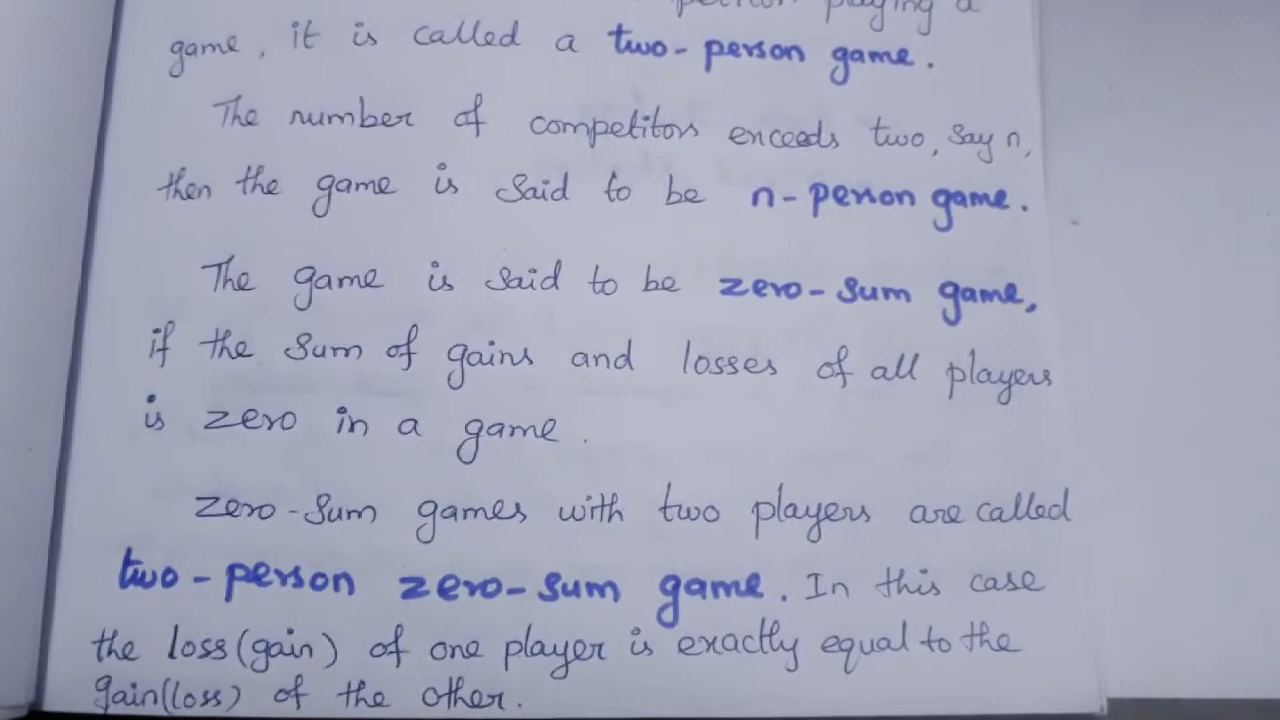 playing a
game, it is called a two-person game.
The number of competitors exceeds two, say n,
then the game is said to be n-person game.
The game is said to be zero-sum game,
if the sum of gains and losses of all players
is zero in a game.
zero-sum games with two players are called
two-person zero-sum game. In this case
the loss(gain) of one player is exactly equal to the
gain(loss) of the other.